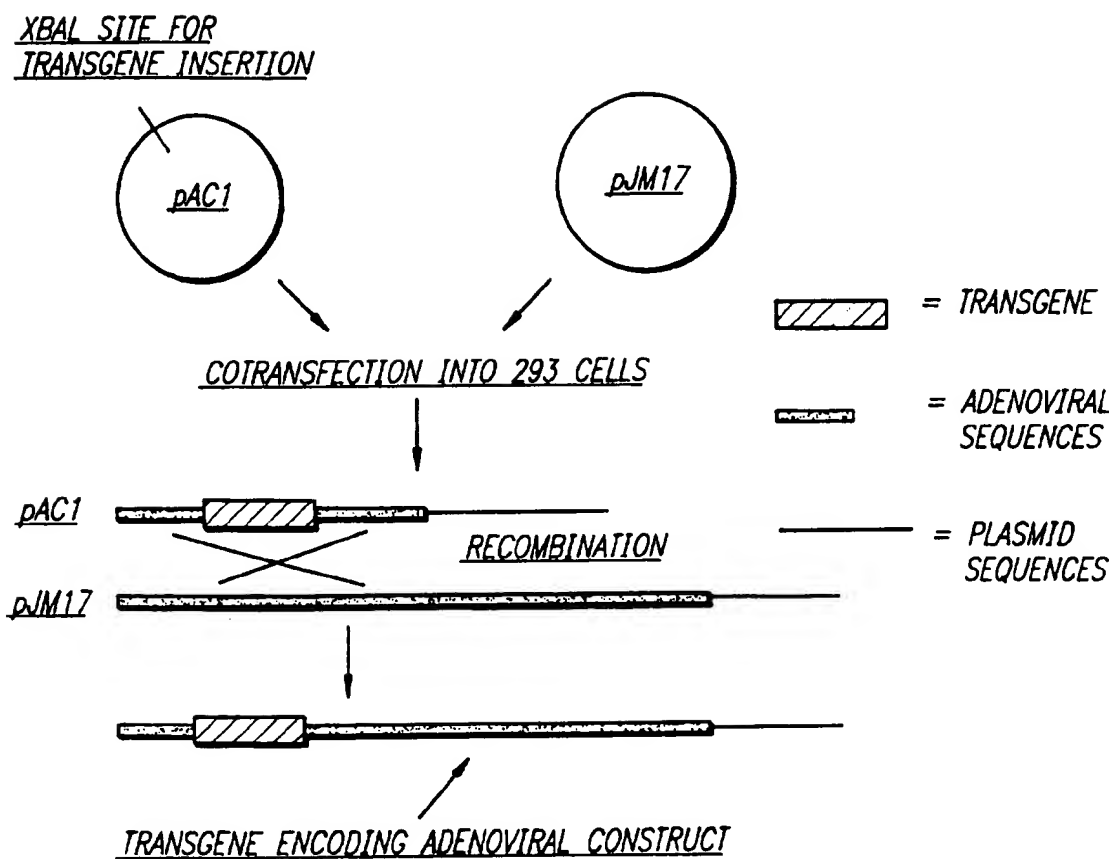 XBAL SITE FOR
TRANSGENE INSERTION
pAC1
pJM17
COTRANSFECTION INTO 293 CELLS
= TRANSGENE
= ADENOVIRAL
SEQUENCES
= PLASMID
SEQUENCES
pAC1
RECOMBINATION
pJM17
TRANSGENE ENCODING ADENOVIRAL CONSTRUCT